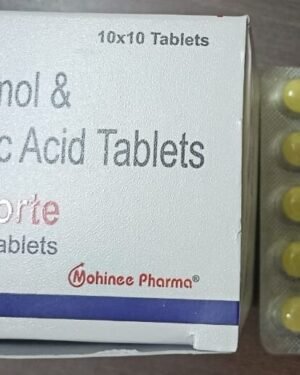 10x10 Tablets
nol &
c Acid Tablets
orte
ablets
Mohinee Pharma®